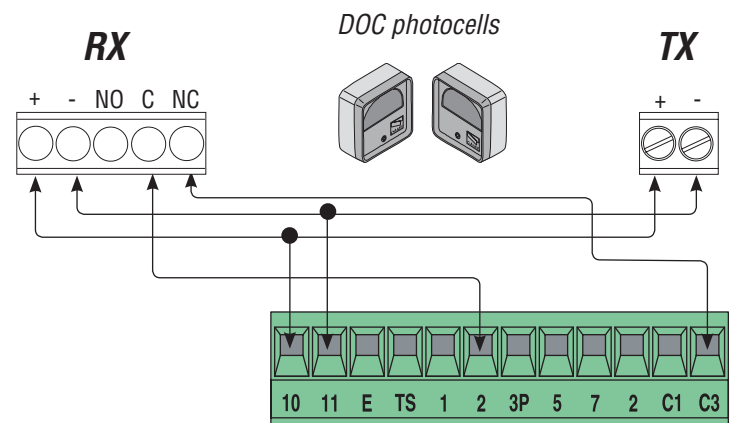 DOC photocells
RX
TX
+ - NO C NC
+ -
10 11 E TS 1 2 3P 5 7 2 C1 C3